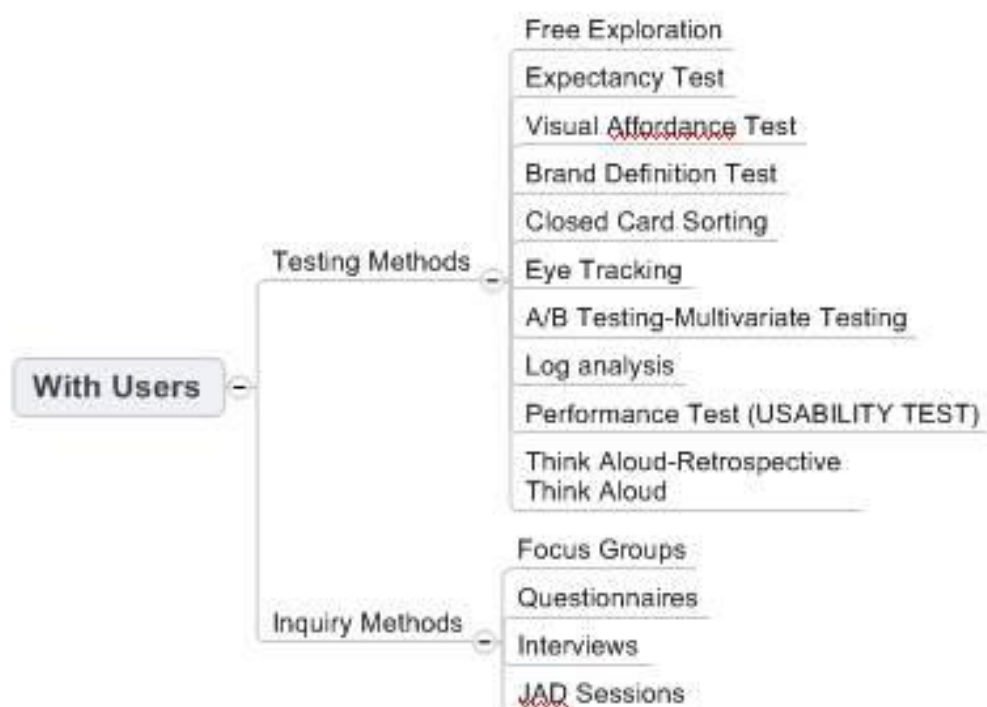 With Users
Testing Methods
Free Exploration
Expectancy Test
Visual Affordance Test
Brand Definition Test
Closed Card Sorting
Eye Tracking
A/B Testing-Multivariate Testing
Log analysis
Performance Test (USABILITY TEST)
Think Aloud-Retrospective
Think Aloud
Inquiry Methods
Focus Groups
Questionnaires
Interviews
JAD Sessions